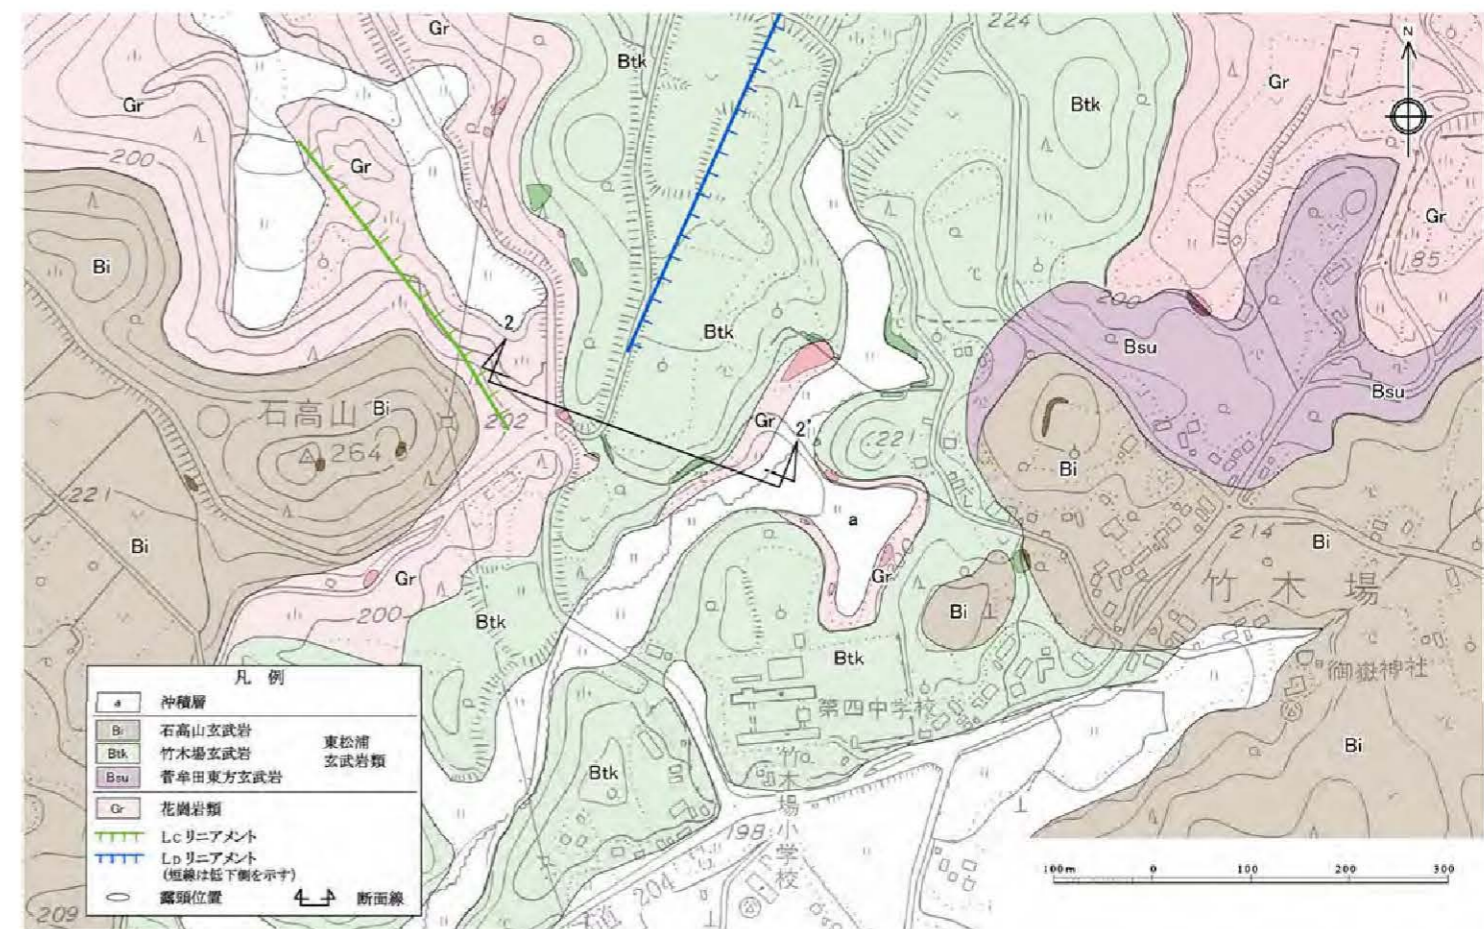 224
Gr
Btk
N
Gr
Gr
Btk
200
Gr
Gr
Bi
185
200
Btk
Bsu
2
Bsu
石高山
Bi
202
264
Gr
2'
221
Bi
221
a
214
Bi
Bi
竹木場
Gr
Gr
200
Bi
Btk
Btk
御嶽神社
第四中学校
Bi
竹木場小学校
Btk
198
204
道
209
凡 例
a 沖積層
Bi 石高山玄武岩
Btk 竹木場玄武岩
Bsu 菅牟田東方玄武岩
東松浦
玄武岩類
Gr 花崗岩類
LC リニアメント
LD リニアメント
(短線は低下側を示す)
露頭位置 断面線
100m 0 100 200 300